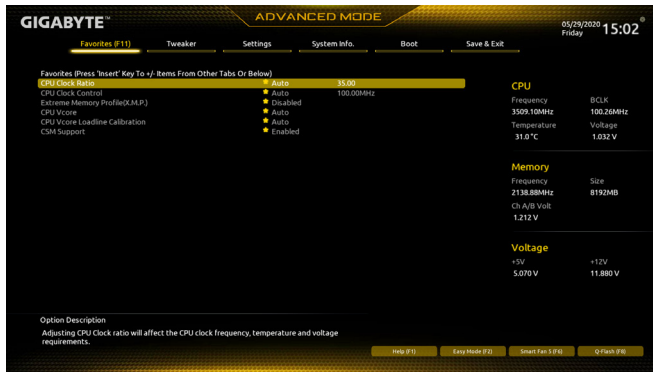 GIGABYTE™
ADVANCED MODE
05/29/2020
Friday
15:02
Favorites (F11) Tweaker Settings System Info. Boot Save & Exit
Favorites (Press 'Insert' Key To +/- Items From Other Tabs Or Below)
CPU Clock Ratio Auto 35.00
CPU Clock Control Auto 100.00MHz
Extreme Memory Profile(X.M.P.) Disabled
CPU Vcore Auto
CPU Vcore Loadline Calibration Auto
CSM Support Enabled
CPU
Frequency BCLK
3509.10MHz 100.26MHz
Temperature Voltage
31.0 °C 1.032 V
Memory
Frequency Size
2138.88MHz 8192MB
Ch A/B Volt
1.212 V
Voltage
+5V +12V
5.070 V 11.880 V
Option Description
Adjusting CPU Clock ratio will affect the CPU clock frequency, temperature and voltage
requirements.
Help (F1) Easy Mode (F2) Smart Fan 5 (F6) Q-Flash (F8)